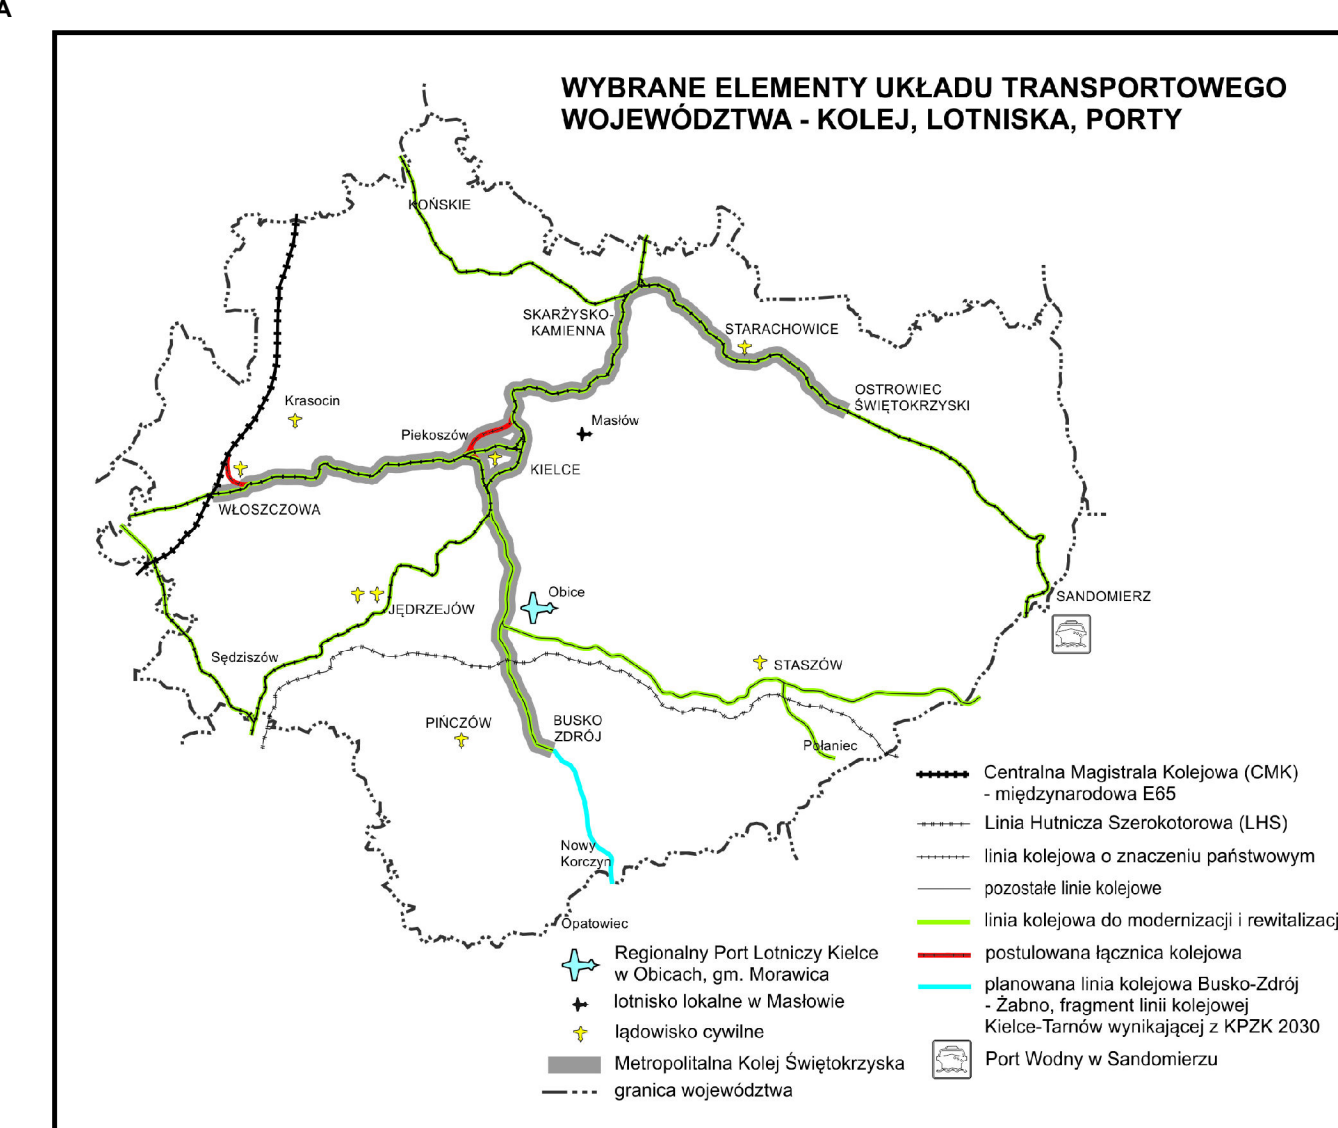 A
WYBRANE ELEMENTY UKŁADU TRANSPORTOWEGO
WOJEWÓDZTWA - KOLEJ, LOTNISKA, PORTY
KOŃSKIE
SKARŻYSKO-
KAMIENNA
STARACHOWICE
OSTROWIEC
ŚWIĘTOKRZYSKI
Krasocin
Masłów
Piekoszów
KIELCE
WŁOSZCZOWA
Obice
JĘDRZEJÓW
SANDOMIERZ
Sędziszów
STASZÓW
PIŃCZÓW
BUSKO
ZDRÓJ
Połaniec
Nowy
Korczyn
Opatowiec
Regionalny Port Lotniczy Kielce
w Obicach, gm. Morawica
lotnisko lokalne w Masłowie
lądowisko cywilne
Metropolitalna Kolej Świętokrzyska
granica województwa
Centralna Magistrala Kolejowa (CMK)
- międzynarodowa E65
Linia Hutnicza Szerokotorowa (LHS)
linia kolejowa o znaczeniu państwowym
pozostałe linie kolejowe
linia kolejowa do modernizacji i rewitalizacj
postulowana łącznica kolejowa
planowana linia kolejowa Busko-Zdrój
- Żabno, fragment linii kolejowej
Kielce-Tarnów wynikającej z KPZK 2030
Port Wodny w Sandomierzu